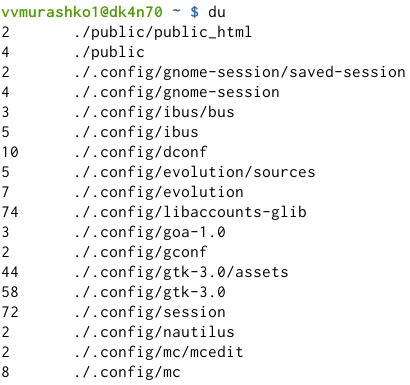 vvmurashko1@dk4n70 ~ $ du
2 ./public/public_html
4 ./public
2 ./.config/gnome-session/saved-session
4 ./.config/gnome-session
3 ./.config/ibus/bus
5 ./.config/ibus
10 ./.config/dconf
5 ./.config/evolution/sources
7 ./.config/evolution
74 ./.config/libaccounts-glib
3 ./.config/goa-1.0
2 ./.config/gconf
44 ./.config/gtk-3.0/assets
58 ./.config/gtk-3.0
72 ./.config/session
2 ./.config/nautilus
2 ./.config/mc/mcedit
8 ./.config/mc